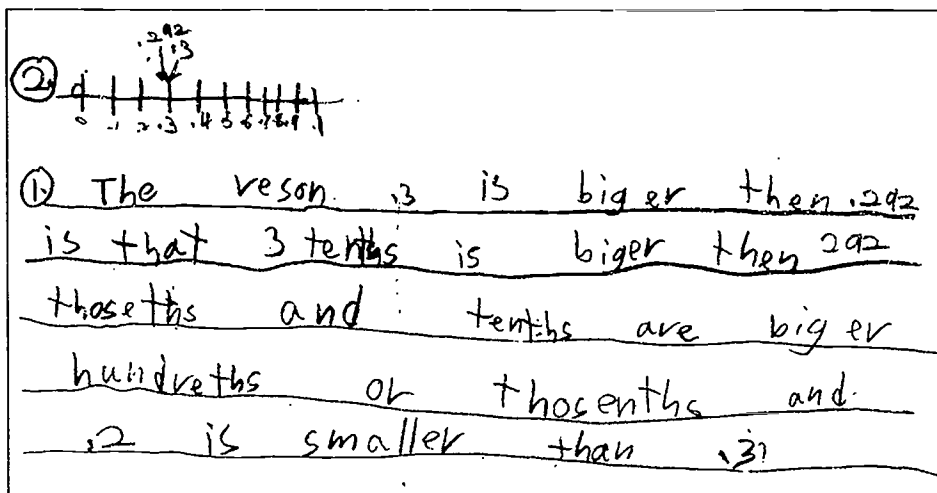 .292
.3
②
0 .1 .2 .3 .4 .5 .6 .7 .8 .9 .1
① The reson .3 is biger then .292
is that 3 tenths is biger then 292
thoseths and tenths are biger
hundreths or thosenths and
.2 is smaller than .3